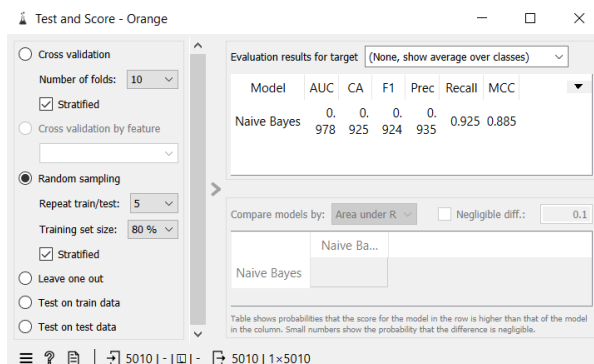 Test and Score - Orange
Cross validation
Number of folds: 10
Stratified
Cross validation by feature
Random sampling
Repeat train/test: 5
Training set size: 80 %
Stratified
Leave one out
Test on train data
Test on test data
Evaluation results for target (None, show average over classes)
Model AUC CA F1 Prec Recall MCC
Naive Bayes 0.978 0.925 0.924 0.935 0.925 0.885
Compare models by: Area under R Negligible diff.: 0.1
Naive Ba...
Naive Bayes
Table shows probabilities that the score for the model in the row is higher than that of the model
in the column. Small numbers show the probability that the difference is negligible.
5010 | - | - 5010 | 1×5010